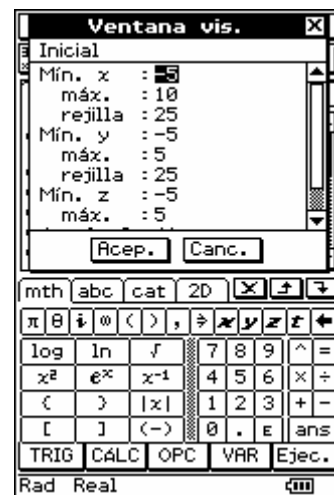 Ventana vis.
Inicial
Mín. x :-5
máx. :10
rejilla :25
Mín. y :-5
máx. :5
rejilla :25
Mín. z :-5
máx. :5
Acep. Canc.
mth abc cat 2D
π θ i ∞ ( ) , ⇒ x y z t ←
log ln √ 7 8 9 ^ =
x² eˣ x⁻¹ 4 5 6 × ÷
( ) |x| 1 2 3 + -
[ ] (-) 0 . E ans
TRIG CALC OPC VAR Ejec.
Rad Real